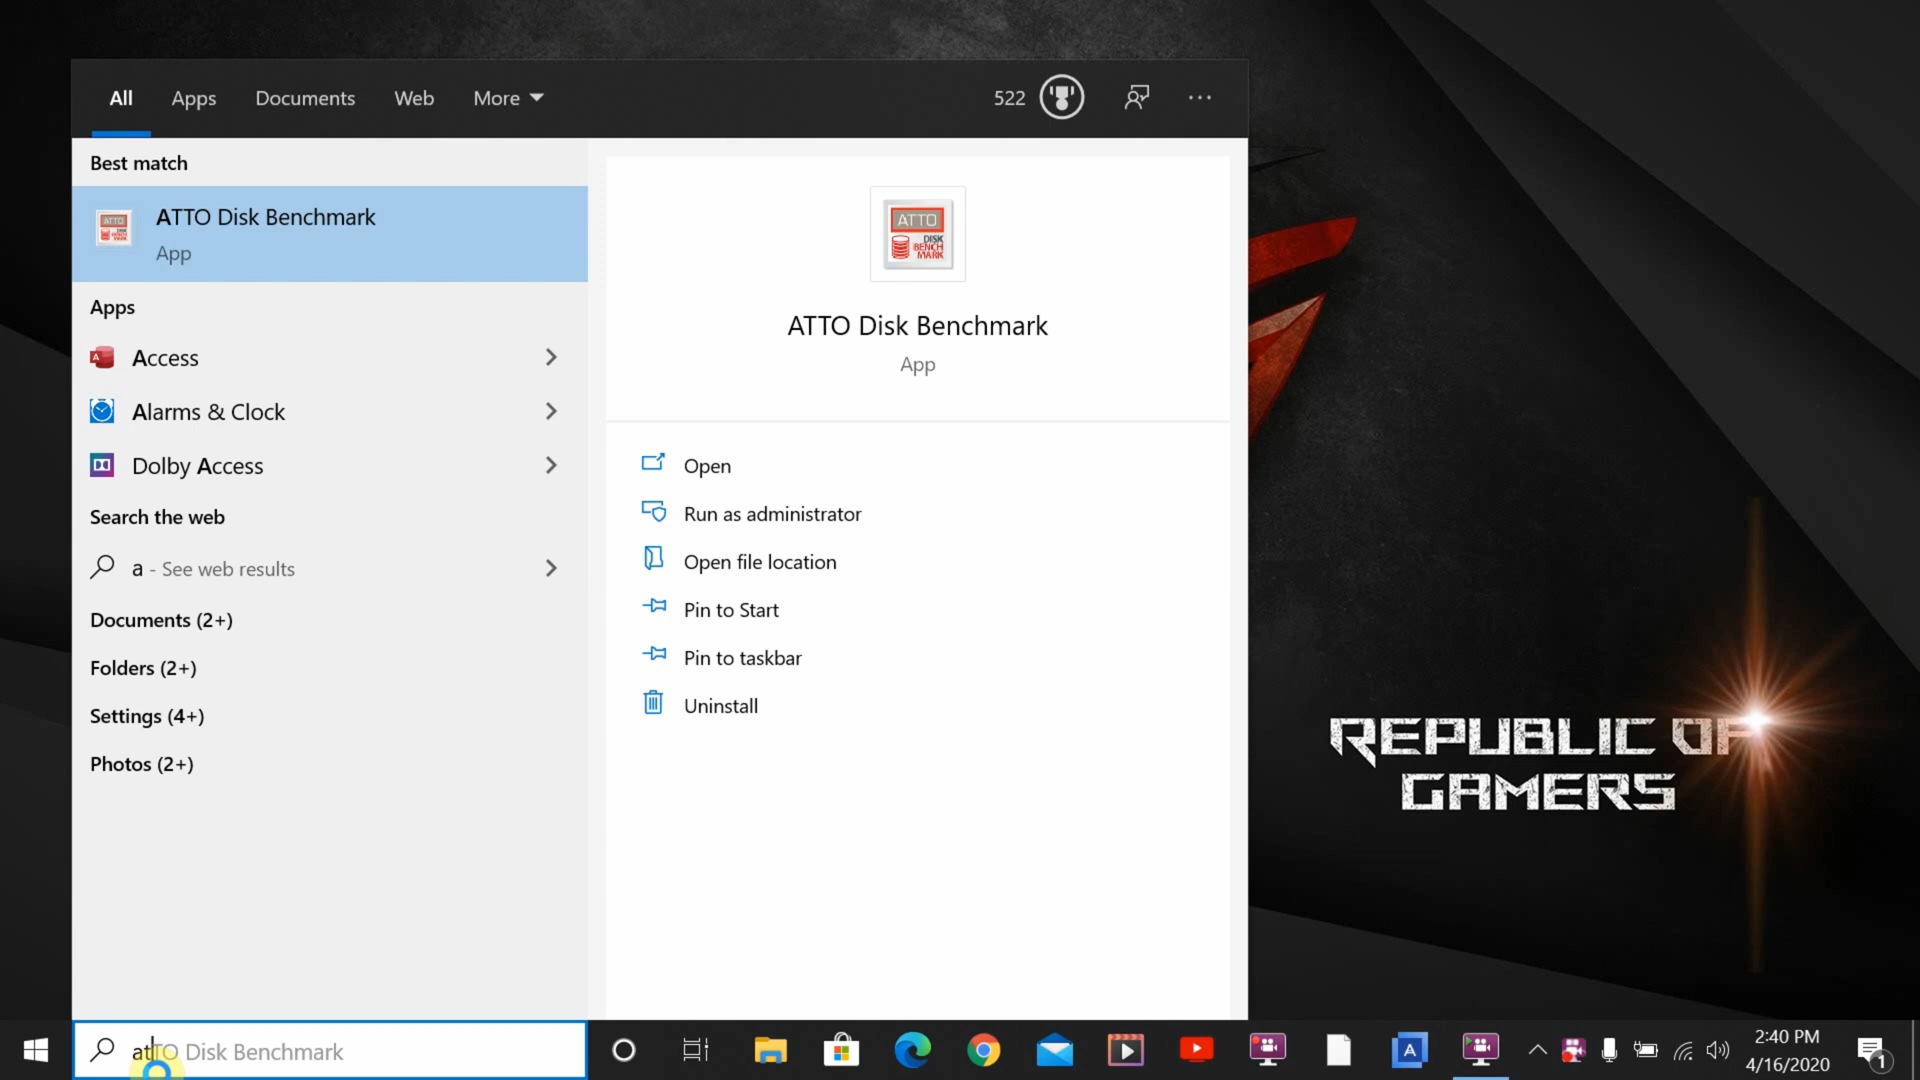 All Apps Documents Web More 522
Best match
ATTO Disk Benchmark
App
Apps
Access
Alarms & Clock
Dolby Access
Search the web
a - See web results
Documents (2+)
Folders (2+)
Settings (4+)
Photos (2+)
ATTO
DISK
BENCH
MARK
ATTO Disk Benchmark
App
Open
Run as administrator
Open file location
Pin to Start
Pin to taskbar
Uninstall
REPUBLIC OF
GAMERS
atTO Disk Benchmark
2:40 PM
4/16/2020
1